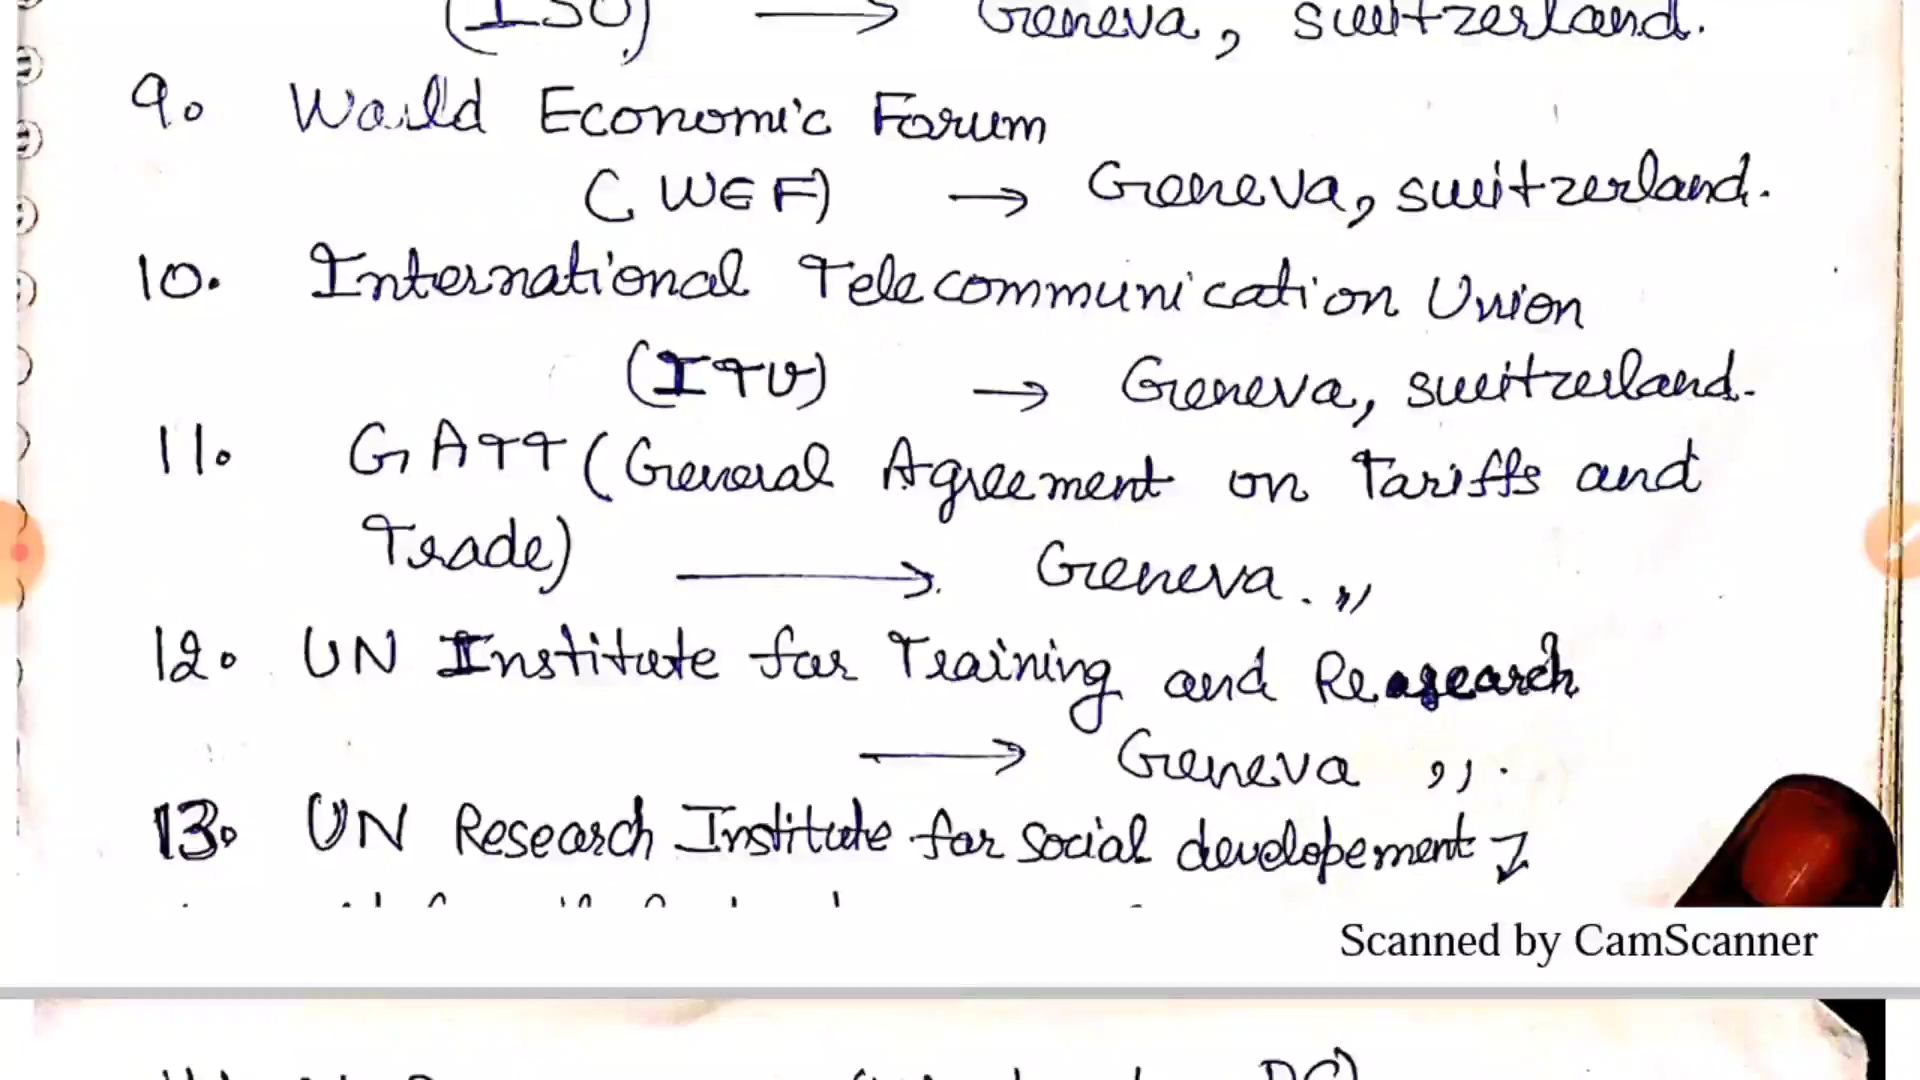 (ISO) → Geneva, Switzerland.
9. World Economic Forum
(WEF) → Geneva, Switzerland.
10. International Telecommunication Union
(ITU) → Geneva, Switzerland.
11. GATT (General Agreement on Tariffs and
Trade) → Geneva. ,,
12. UN Institute for Training and Research
→ Geneva ,, .
13. UN Research Institute for Social developement
Scanned by CamScanner